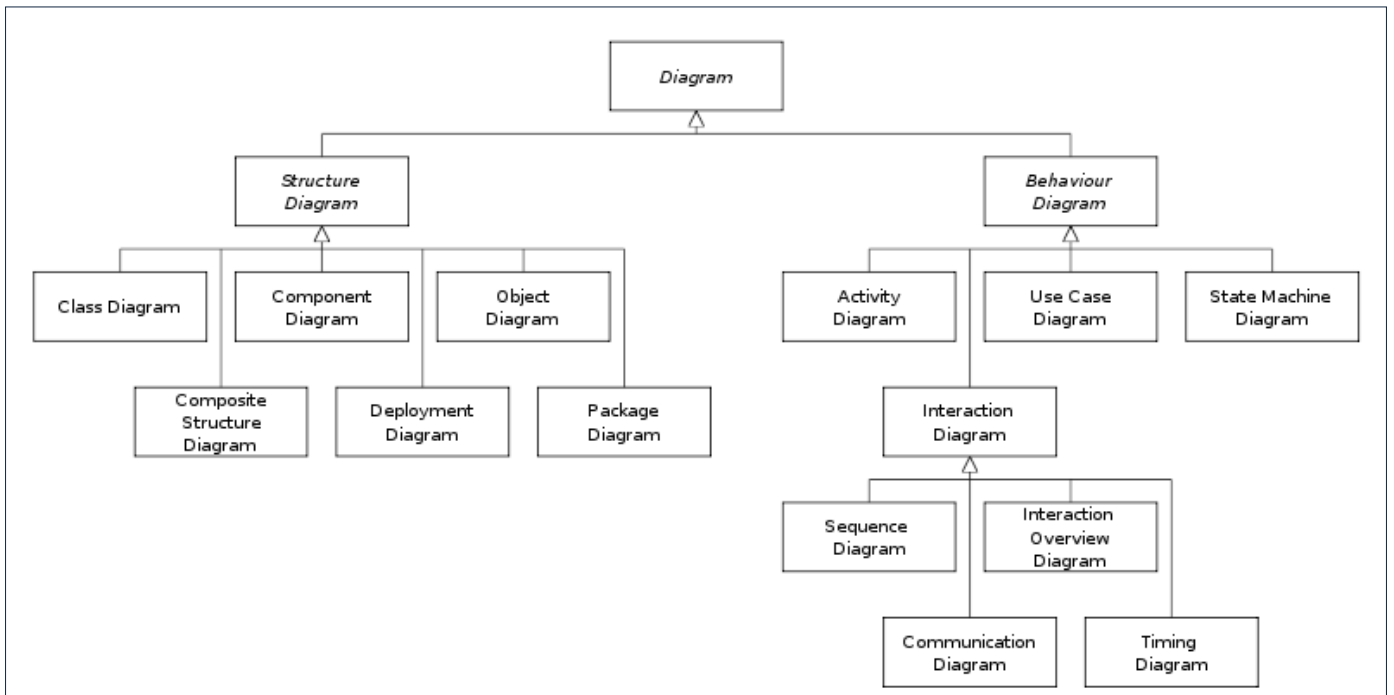 Diagram
Structure
Diagram
Behaviour
Diagram
Class Diagram
Component
Diagram
Object
Diagram
Activity
Diagram
Use Case
Diagram
State Machine
Diagram
Composite
Structure
Diagram
Deployment
Diagram
Package
Diagram
Interaction
Diagram
Sequence
Diagram
Interaction
Overview
Diagram
Communication
Diagram
Timing
Diagram